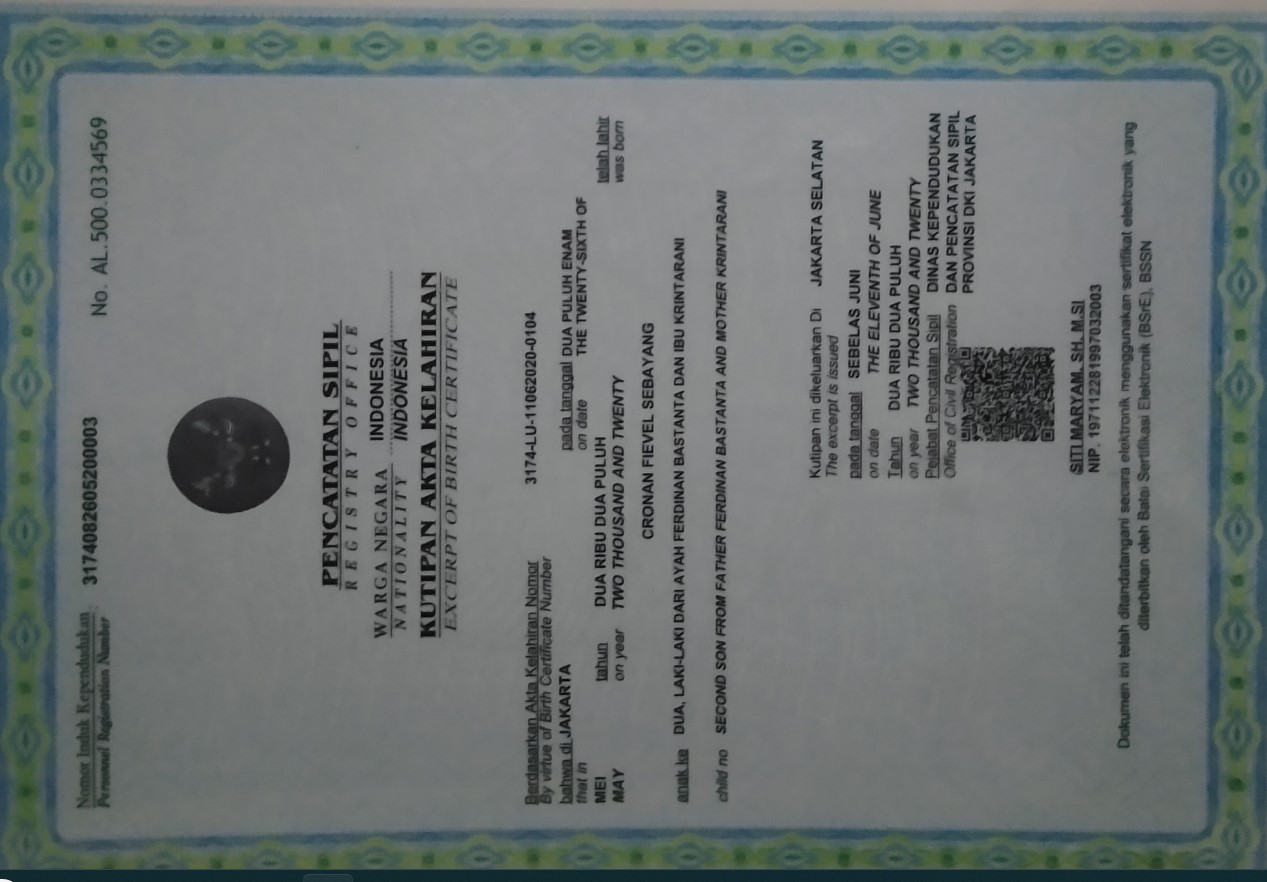 Nomor Induk Kependudukan 3174082605200003
Personnel Registration Number
No. AL.500.0334569
PENCATATAN SIPIL
REGISTRY OFFICE
WARGA NEGARA INDONESIA
NATIONALITY INDONESIA
KUTIPAN AKTA KELAHIRAN
EXCERPT OF BIRTH CERTIFICATE
Berdasarkan Akta Kelahiran Nomor 3174-LU-11062020-0104
By virtue of Birth Certificate Number
bahwa di JAKARTA pada tanggal DUA PULUH ENAM
that in on date THE TWENTY-SIXTH OF
MEI tahun DUA RIBU DUA PULUH telah lahir
MAY on year TWO THOUSAND AND TWENTY was born
CRONAN FIEVEL SEBAYANG
anak ke DUA, LAKI-LAKI DARI AYAH FERDINAN BASTANTA DAN IBU KRINTARANI
child no SECOND SON FROM FATHER FERDINAN BASTANTA AND MOTHER KRINTARANI
Kutipan ini dikeluarkan Di JAKARTA SELATAN
The excerpt is issued
pada tanggal SEBELAS JUNI
on date THE ELEVENTH OF JUNE
Tahun DUA RIBU DUA PULUH
on year TWO THOUSAND AND TWENTY
Pejabat Pencatatan Sipil DINAS KEPENDUDUKAN
Office of Civil Registration DAN PENCATATAN SIPIL
PROVINSI DKI JAKARTA
SITI MARYAM, SH, M.SI
NIP. 197112281997032003
Dokumen ini telah ditandatangani secara elektronik menggunakan sertifikat elektronik yang
diterbitkan oleh Balai Sertifikasi Elektronik (BSrE), BSSN